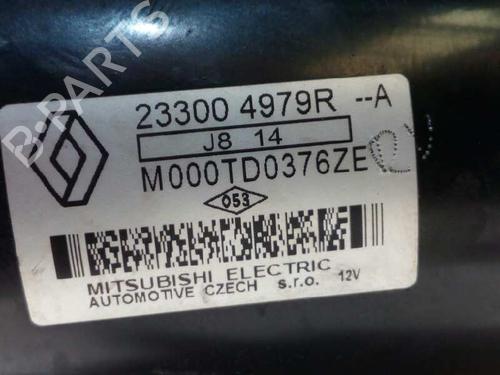 23300 4979R --A
J8 14
M000TD0376ZE
053
MITSUBISHI ELECTRIC
AUTOMOTIVE CZECH s.r.o. 12V
B-PARTS